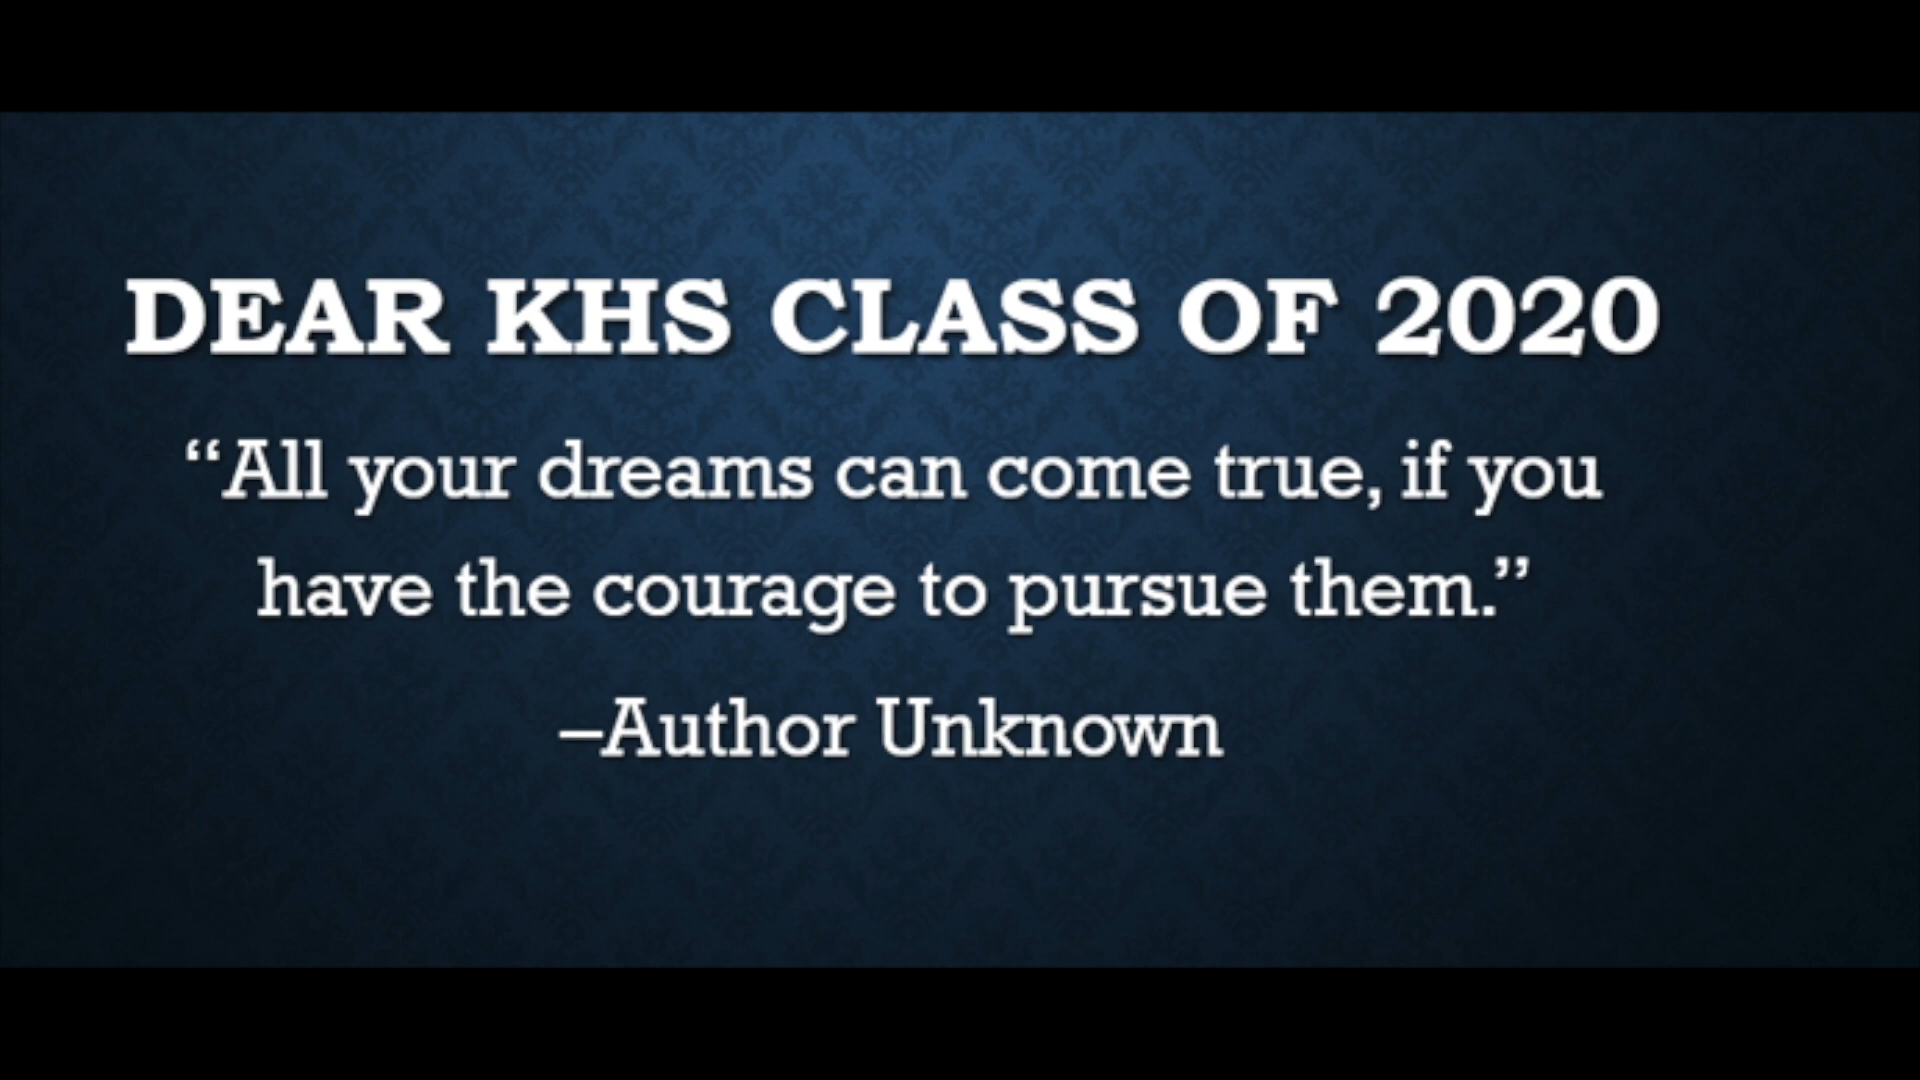 DEAR KHS CLASS OF 2020
“All your dreams can come true, if you
have the courage to pursue them.”
–Author Unknown